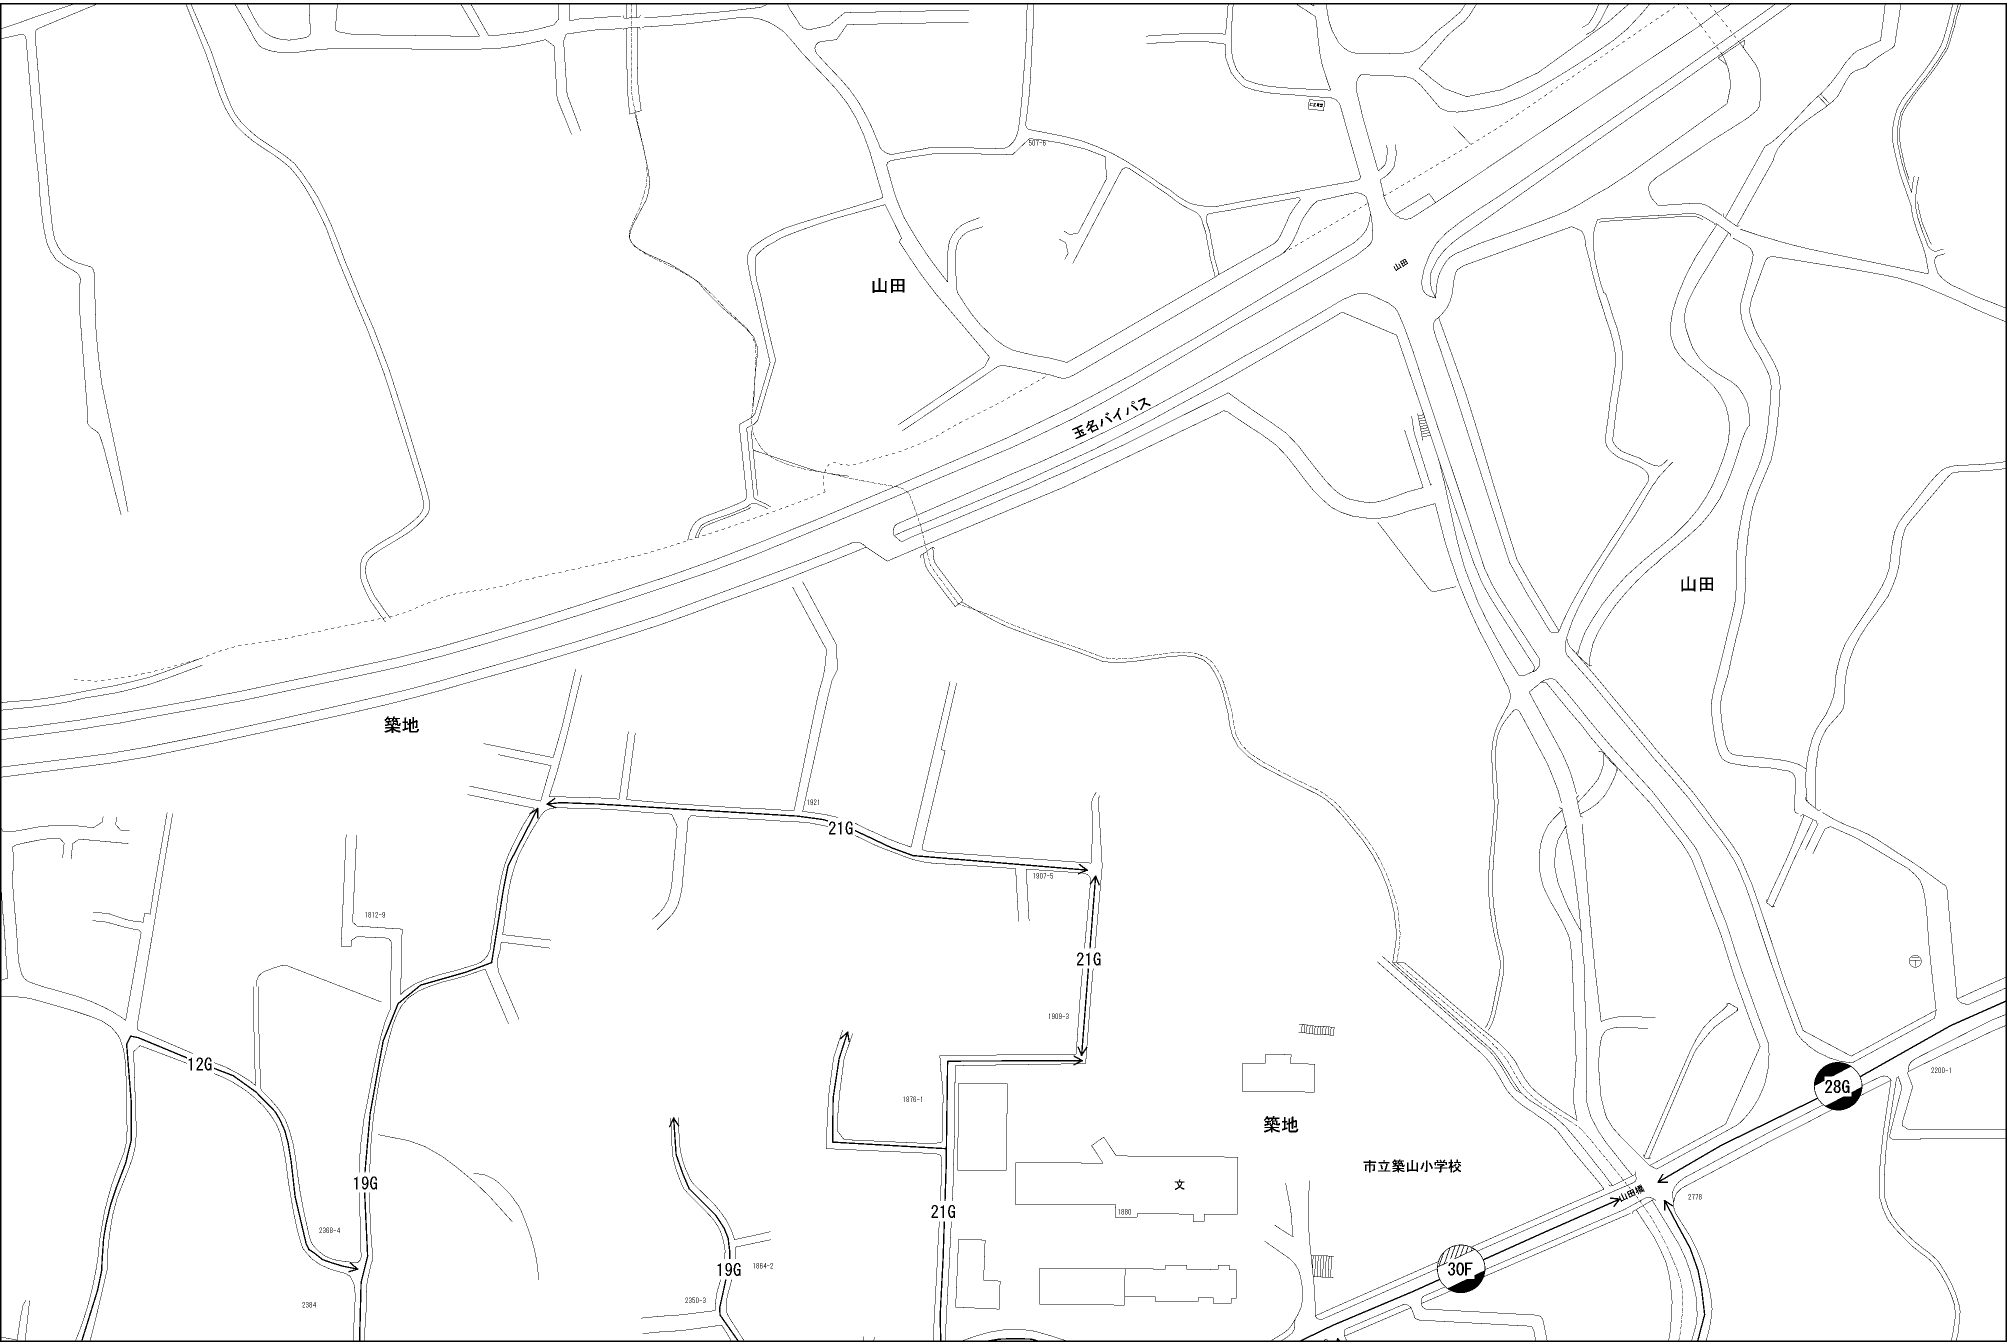 507-6
山田
山田
玉名バイパス
山田
築地
1921
21G
1907-5
1812-9
21G
1909-3
12G
28G
2200-1
1876-1
築地
市立築山小学校
文
19G
山田橋
2778
2368-4
21G
1880
19G
1864-2
30F
2350-3
2384